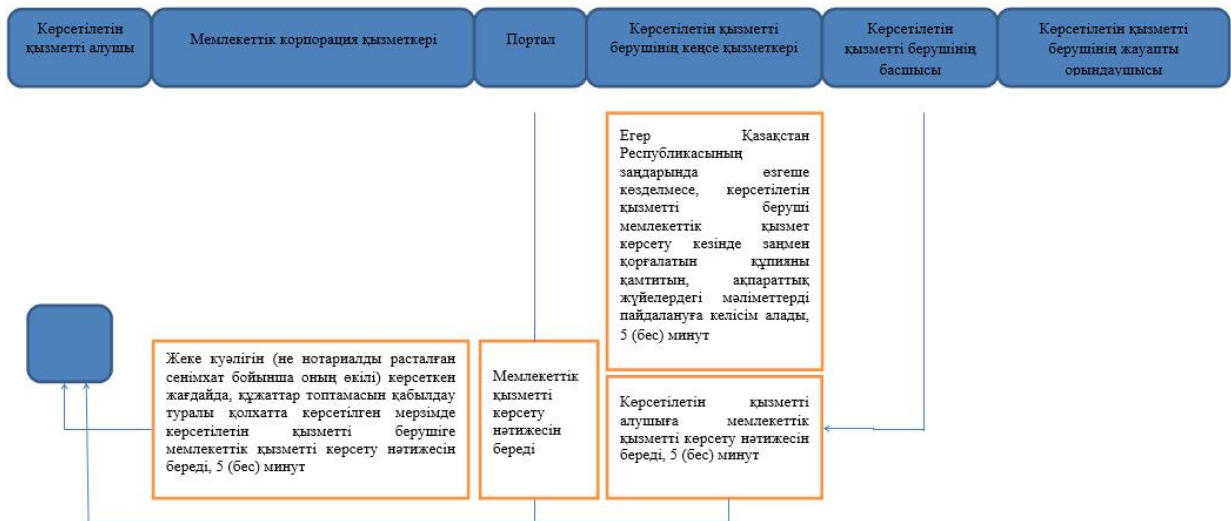 Көрсетілетін
қызметті алушы
Мемлекеттік корпорация қызметкері
Портал
Көрсетілетін қызметті
берушінің кеңсе қызметкері
Көрсетілетін
қызметті берушінің
басшысы
Көрсетілетін қызметті
берушінің жауапты
орындаушысы
Егер Қазақстан
Республикасының
заңдарында өзгеше
көзделмесе, көрсетілетін
қызметті беруші
мемлекеттік қызмет
көрсету кезінде заңмен
қорғалатын құпияны
қамтитын, ақпараттық
жүйелердегі мәліметтерді
пайдалануға келісім алады,
5 (бес) минут
Жеке куәлігін (не нотариалды расталған
сенімхат бойынша оның өкілі) көрсеткен
жағдайда, құжаттар топтамасын қабылдау
туралы қолхатта көрсетілген мерзімде
көрсетілетін қызметті берушіге
мемлекеттік қызметті көрсету нәтижесін
береді, 5 (бес) минут
Мемлекеттік
қызметті
көрсету
нәтижесін
береді
Көрсетілетін қызметті
алушыға мемлекеттік
қызметті көрсету нәтижесін
береді, 5 (бес) минут